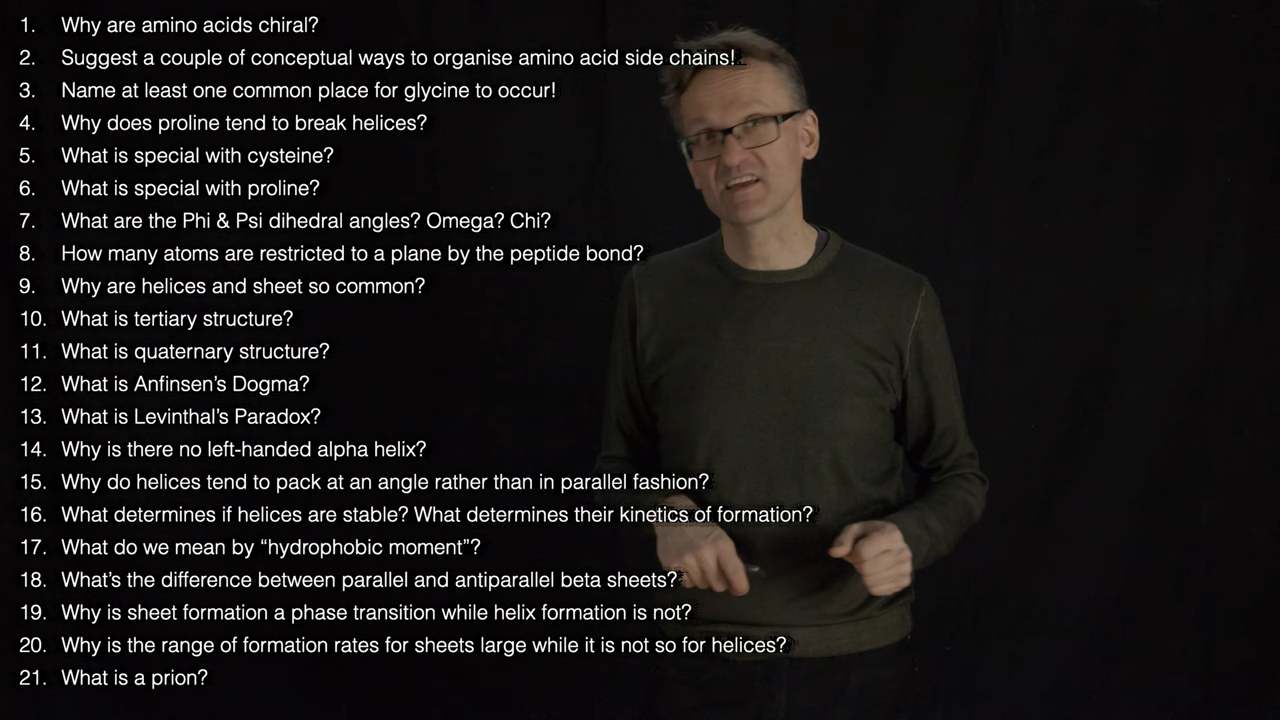 1. Why are amino acids chiral?
2. Suggest a couple of conceptual ways to organise amino acid side chains!
3. Name at least one common place for glycine to occur!
4. Why does proline tend to break helices?
5. What is special with cysteine?
6. What is special with proline?
7. What are the Phi & Psi dihedral angles? Omega? Chi?
8. How many atoms are restricted to a plane by the peptide bond?
9. Why are helices and sheet so common?
10. What is tertiary structure?
11. What is quaternary structure?
12. What is Anfinsen’s Dogma?
13. What is Levinthal’s Paradox?
14. Why is there no left-handed alpha helix?
15. Why do helices tend to pack at an angle rather than in parallel fashion?
16. What determines if helices are stable? What determines their kinetics of formation?
17. What do we mean by “hydrophobic moment”?
18. What’s the difference between parallel and antiparallel beta sheets?
19. Why is sheet formation a phase transition while helix formation is not?
20. Why is the range of formation rates for sheets large while it is not so for helices?
21. What is a prion?